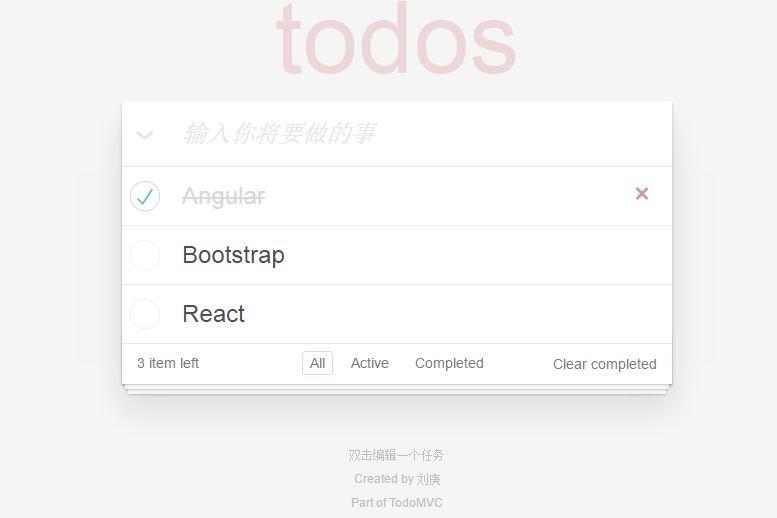 todos
输入你将要做的事
Angular
Bootstrap
React
3 item left All Active Completed Clear completed
双击编辑一个任务
Created by 刘庚
Part of TodoMVC